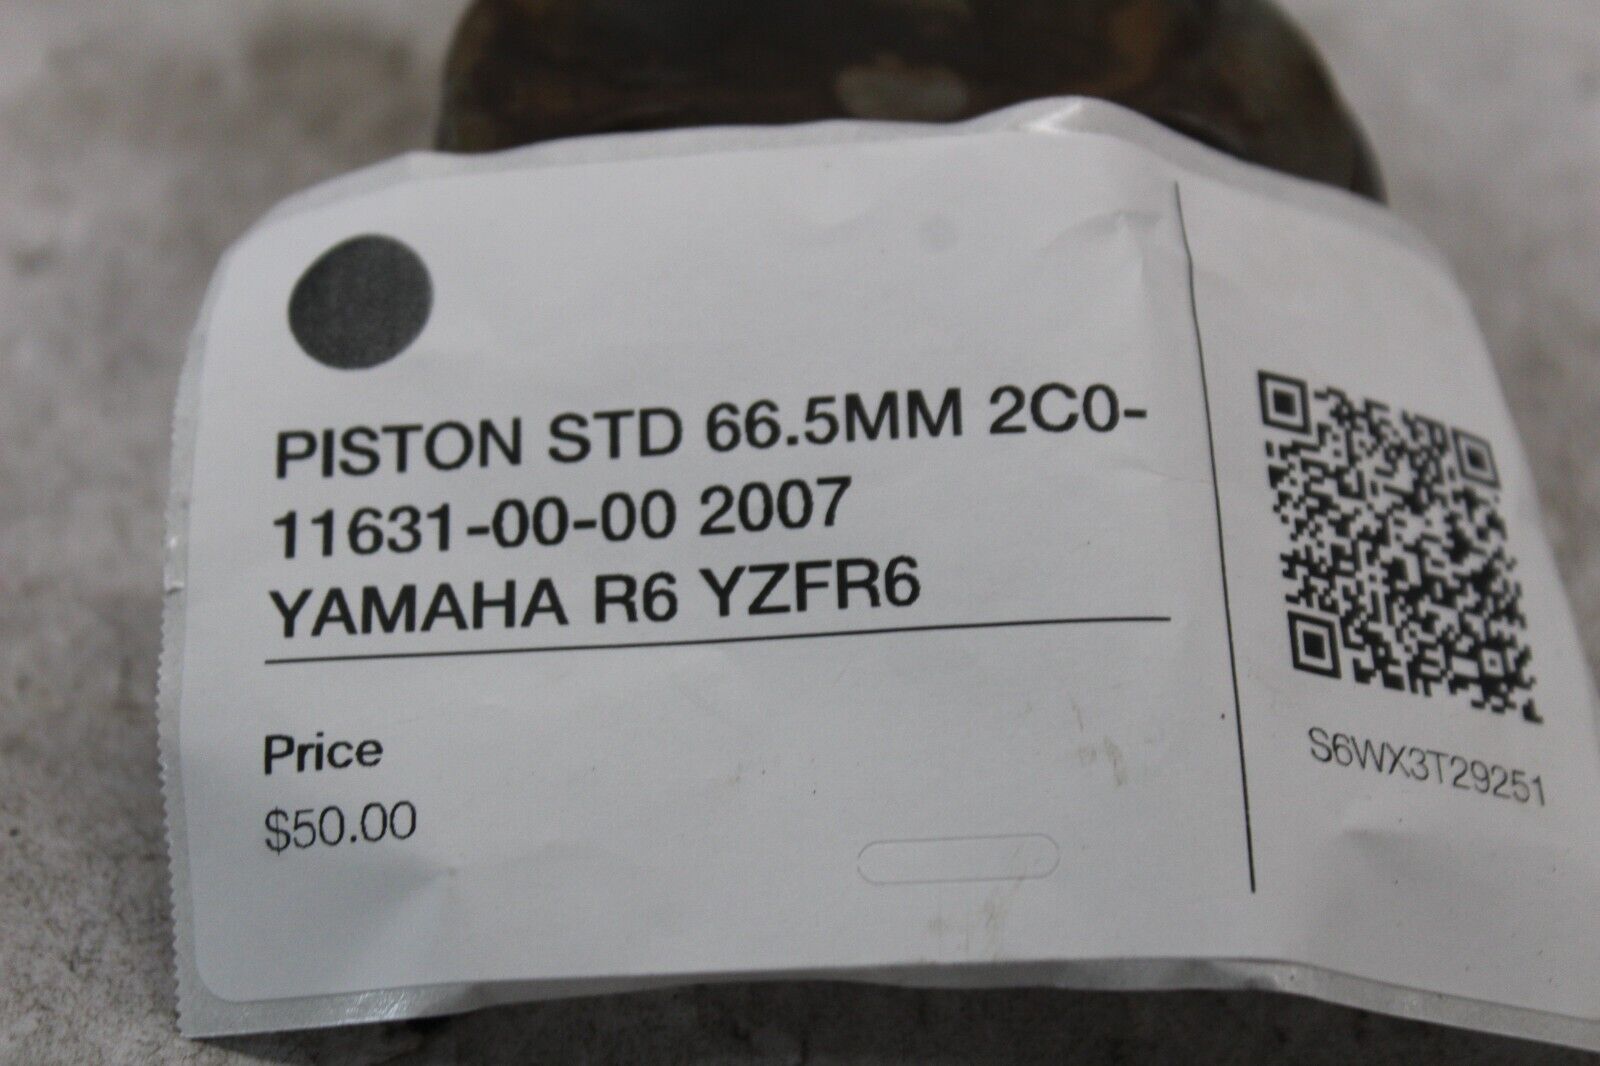 PISTON STD 66.5MM 2C0-
11631-00-00 2007
YAMAHA R6 YZFR6
Price
$50.00
S6WX3T29251